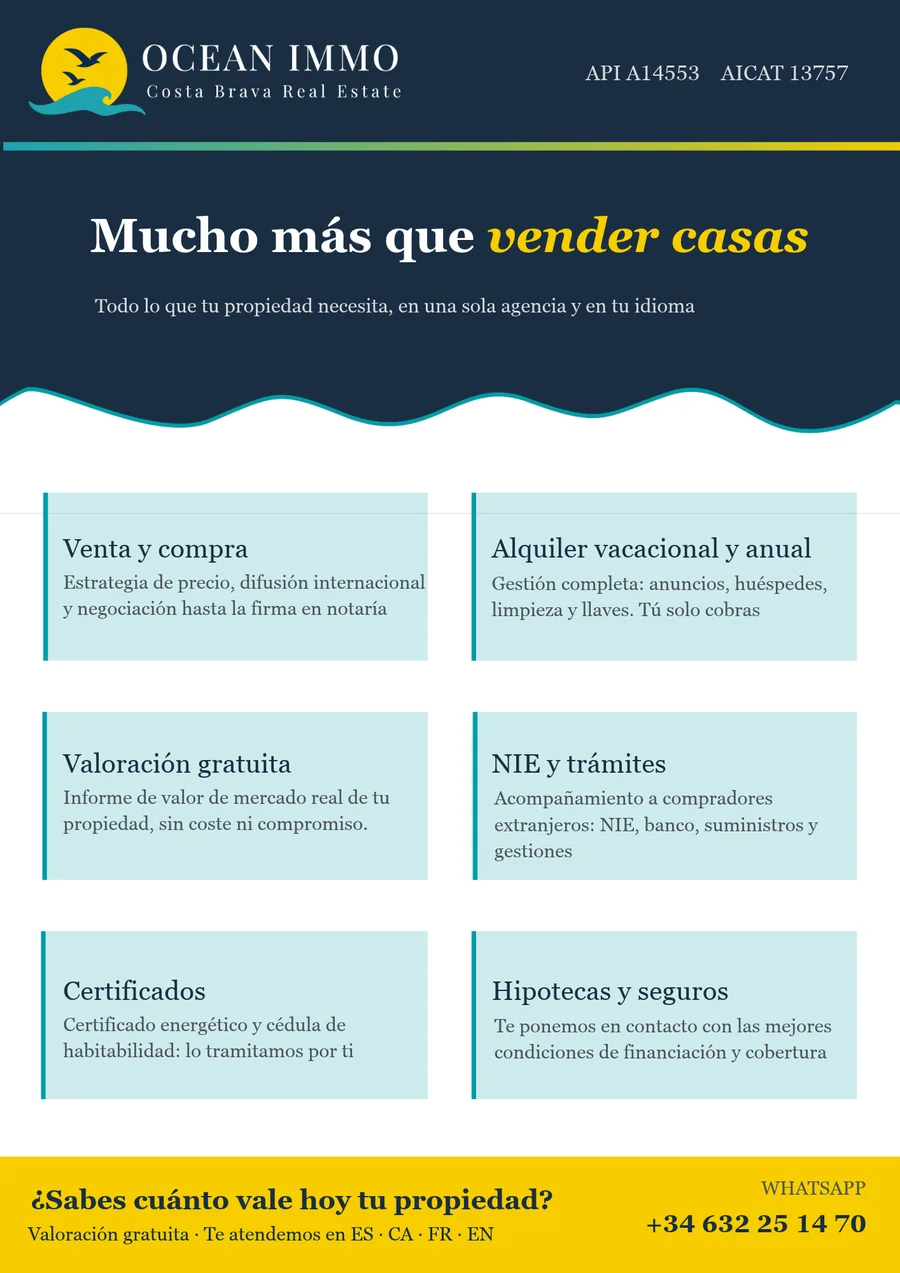 OCEAN IMMO
Costa Brava Real Estate
API A14553 AICAT 13757
Mucho más que vender casas
Todo lo que tu propiedad necesita, en una sola agencia y en tu idioma
Venta y compra
Estrategia de precio, difusión internacional
y negociación hasta la firma en notaría
Alquiler vacacional y anual
Gestión completa: anuncios, huéspedes,
limpieza y llaves. Tú solo cobras
Valoración gratuita
Informe de valor de mercado real de tu
propiedad, sin coste ni compromiso.
NIE y trámites
Acompañamiento a compradores
extranjeros: NIE, banco, suministros y
gestiones
Certificados
Certificado energético y cédula de
habitabilidad: lo tramitamos por ti
Hipotecas y seguros
Te ponemos en contacto con las mejores
condiciones de financiación y cobertura
¿Sabes cuánto vale hoy tu propiedad?
Valoración gratuita · Te atendemos en ES · CA · FR · EN
WHATSAPP
+34 632 25 14 70